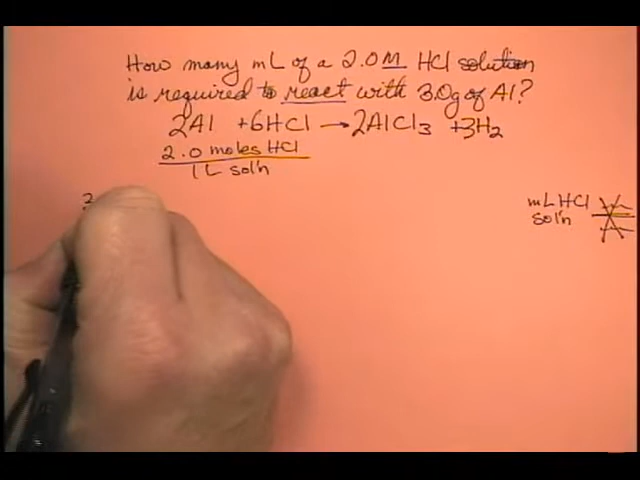 How many mL of a 2.0M HCl solution
is required to react with 3.0g of Al?
2Al + 6HCl → 2AlCl3 + 3H2
2.0 moles HCl
1 L sol'n
mL HCl
sol'n